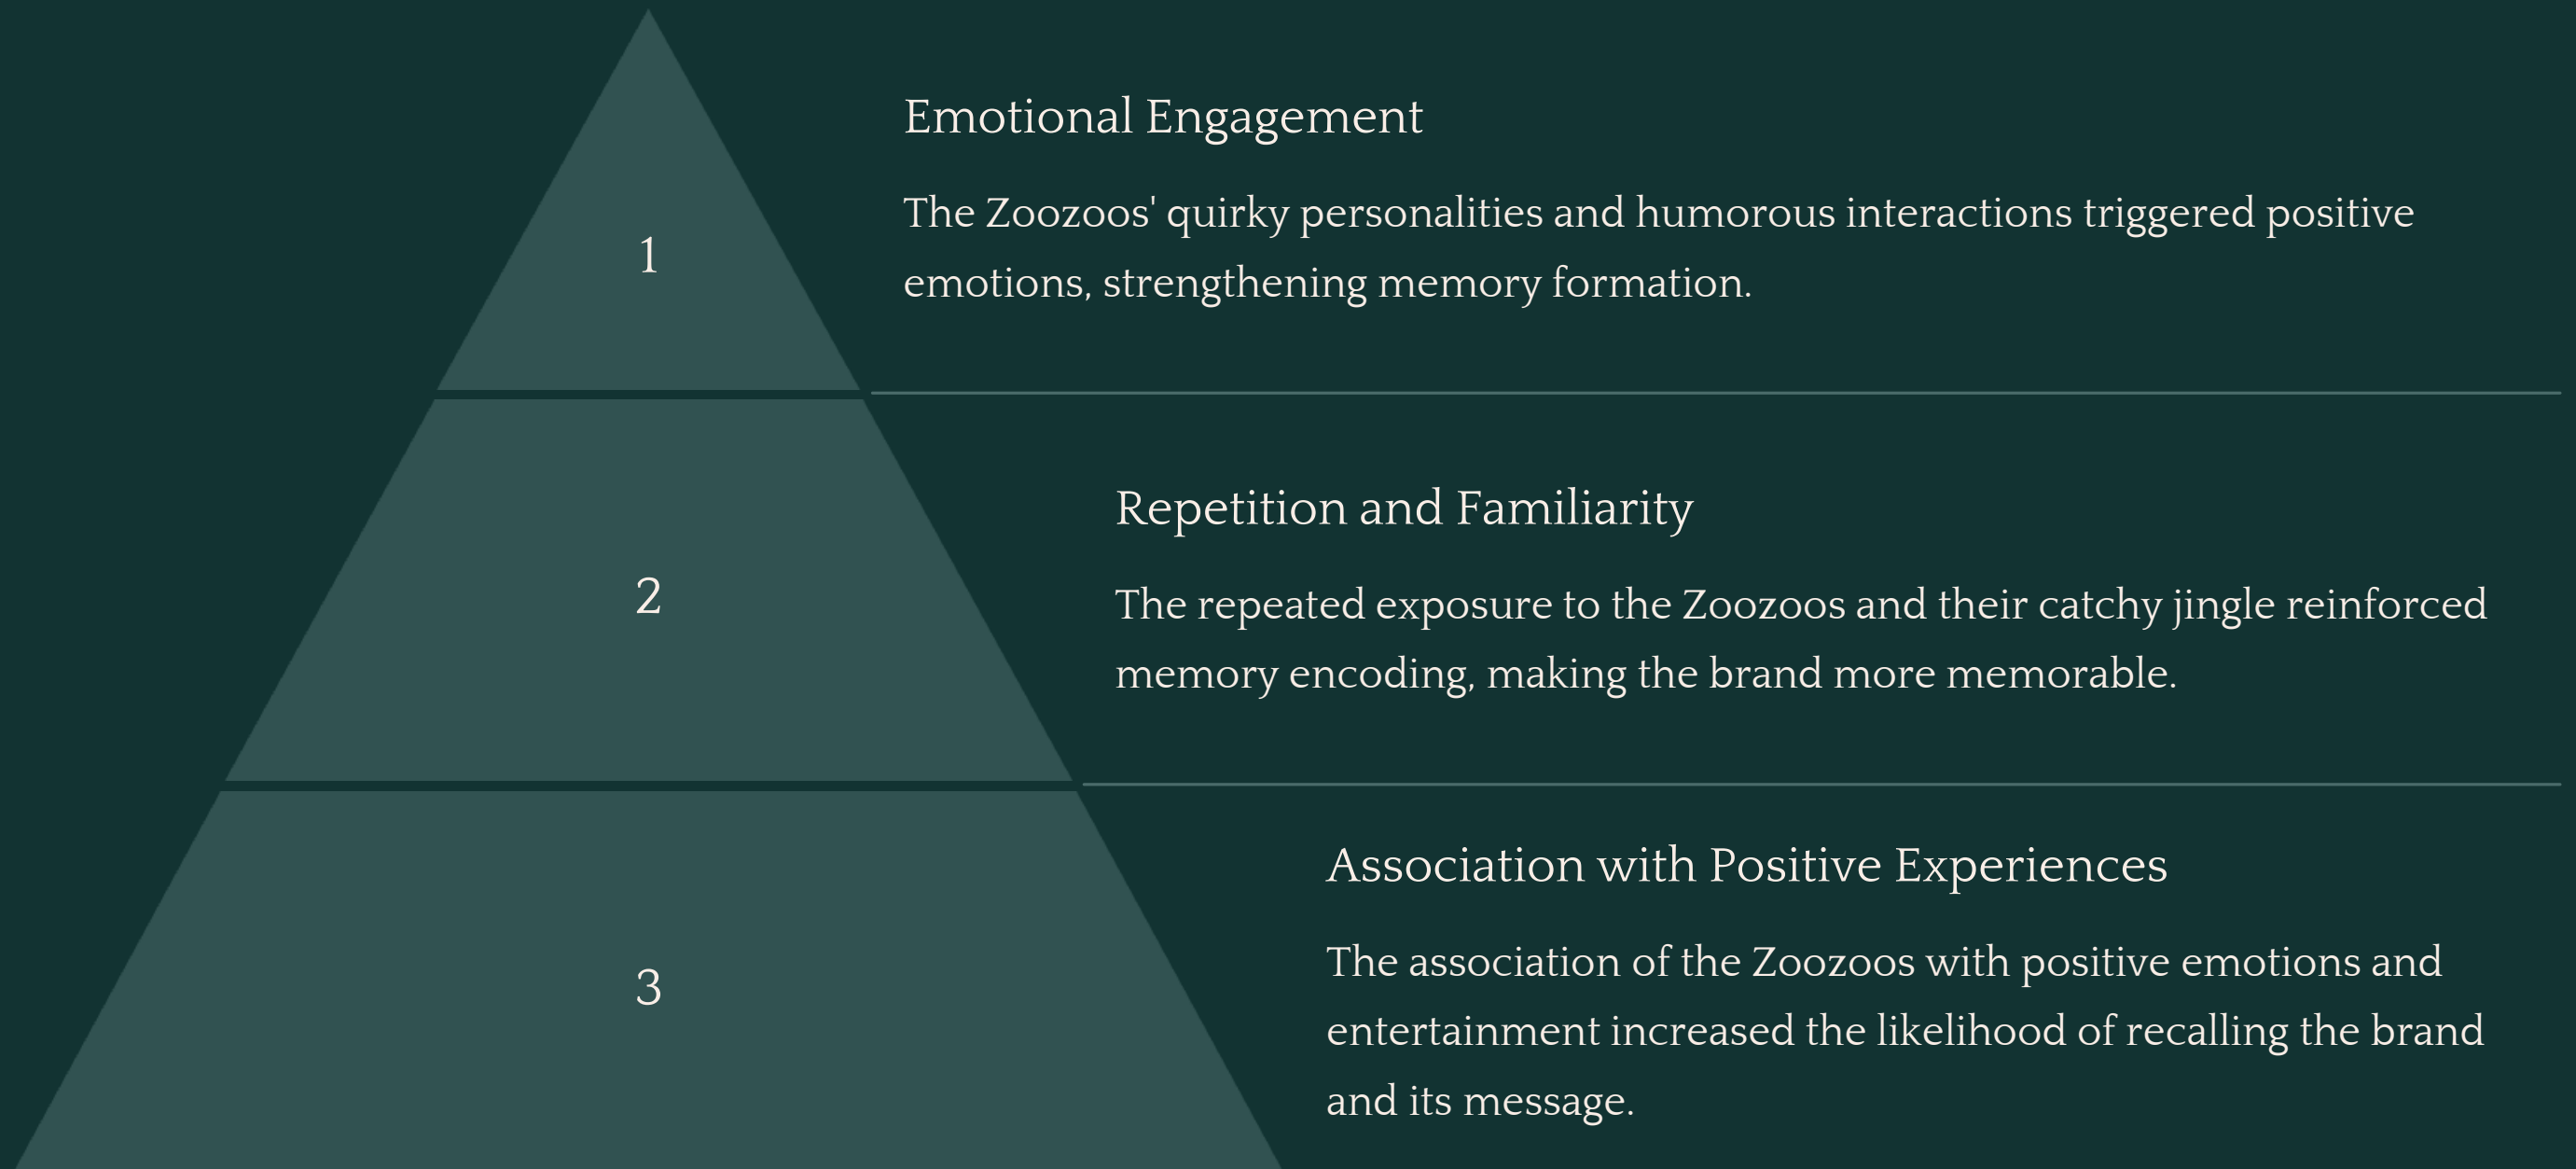 Emotional Engagement
The Zoozoos' quirky personalities and humorous interactions triggered positive
emotions, strengthening memory formation.
1
Repetition and Familiarity
The repeated exposure to the Zoozoos and their catchy jingle reinforced
memory encoding, making the brand more memorable.
2
Association with Positive Experiences
The association of the Zoozoos with positive emotions and
entertainment increased the likelihood of recalling the brand
and its message.
3